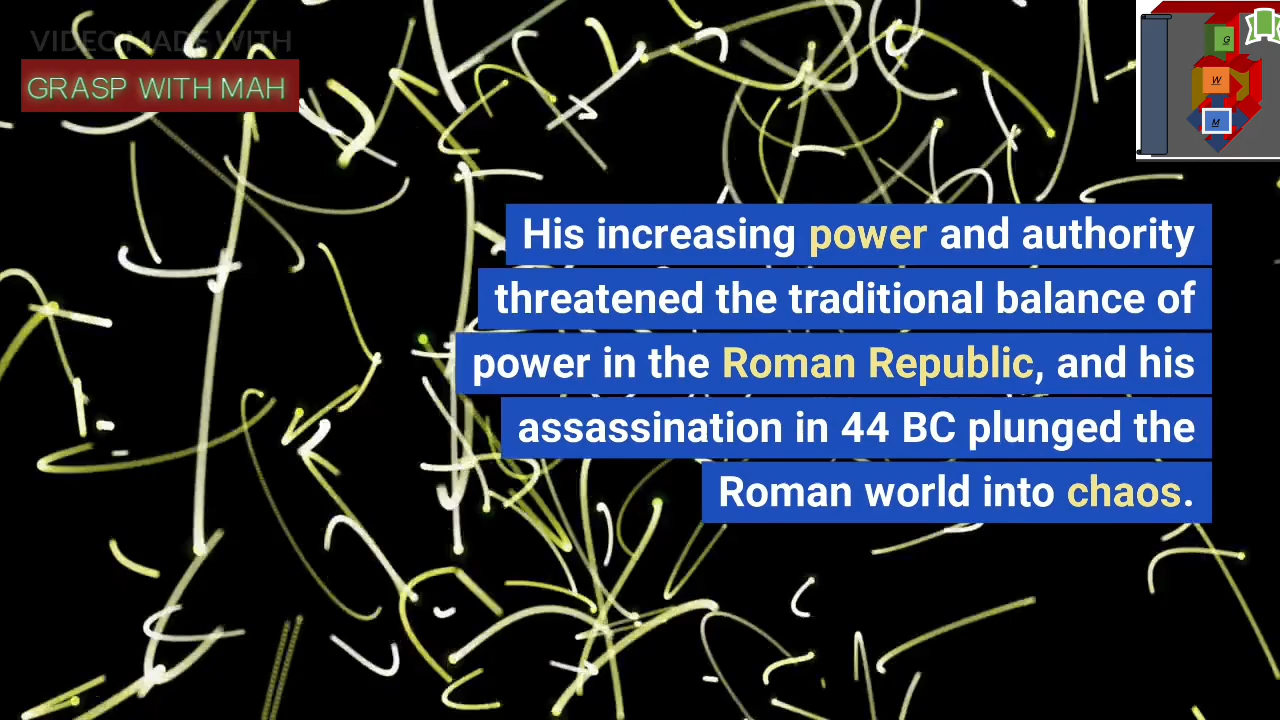 VIDEO MADE WITH
GRASP WITH MAH
G
W
M
His increasing power and authority
threatened the traditional balance of
power in the Roman Republic, and his
assassination in 44 BC plunged the
Roman world into chaos.